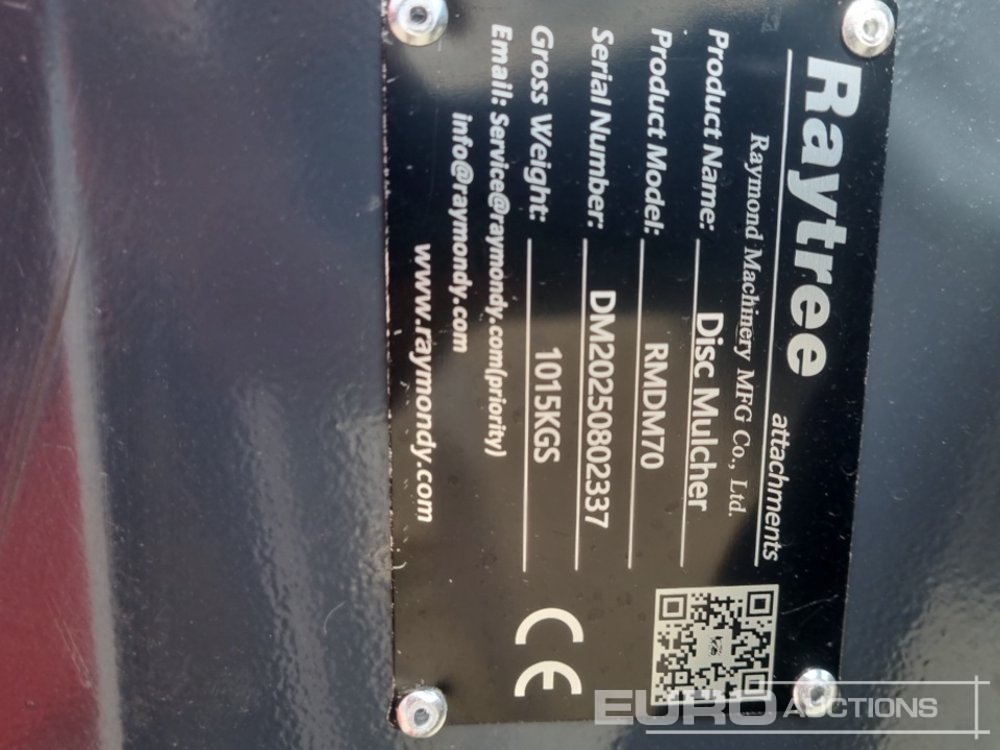 Raytree
attachments
Raymond Machinery MFG Co., Ltd.
Product Name: Disc Mulcher
Product Model: RMDM70
Serial Number: DM20250802337
Gross Weight: 1015KGS
Email: Service@raymondy.com(priority)
info@raymondy.com
www.raymondy.com
CE
EURO AUCTIONS